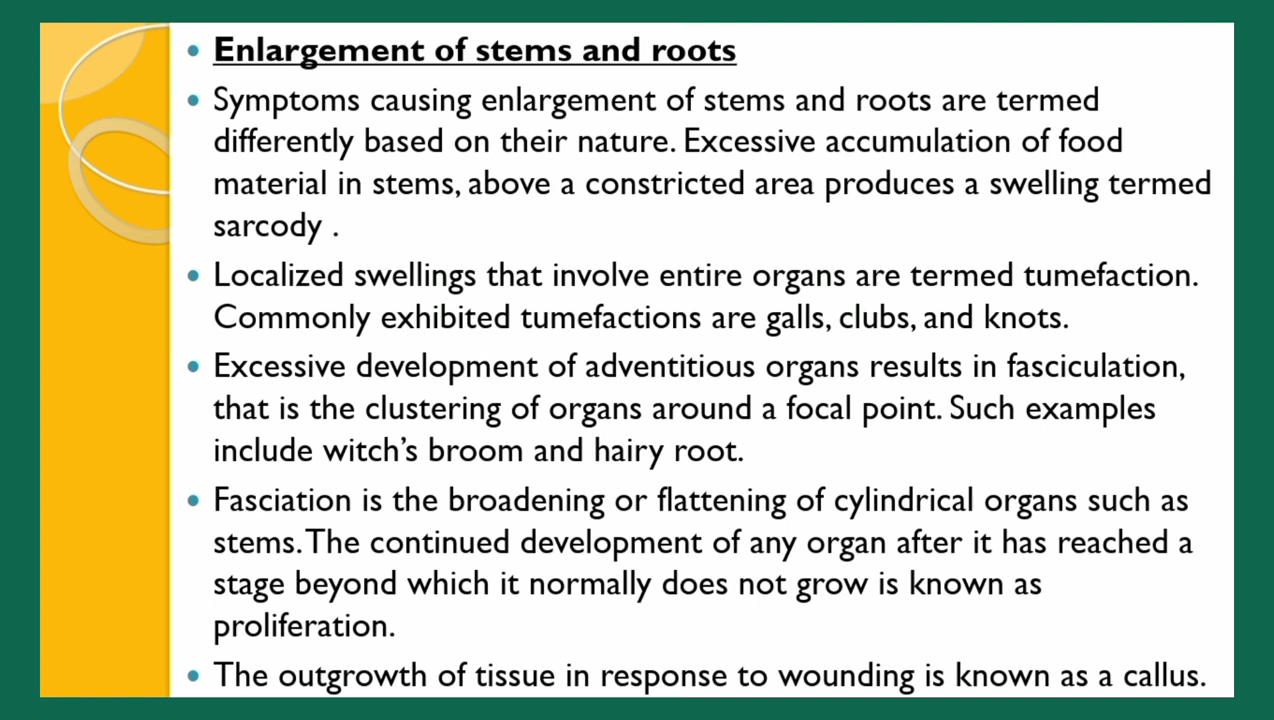 Enlargement of stems and roots
Symptoms causing enlargement of stems and roots are termed
differently based on their nature. Excessive accumulation of food
material in stems, above a constricted area produces a swelling termed
sarcody .
Localized swellings that involve entire organs are termed tumefaction.
Commonly exhibited tumefactions are galls, clubs, and knots.
Excessive development of adventitious organs results in fasciculation,
that is the clustering of organs around a focal point. Such examples
include witch’s broom and hairy root.
Fasciation is the broadening or flattening of cylindrical organs such as
stems. The continued development of any organ after it has reached a
stage beyond which it normally does not grow is known as
proliferation.
The outgrowth of tissue in response to wounding is known as a callus.